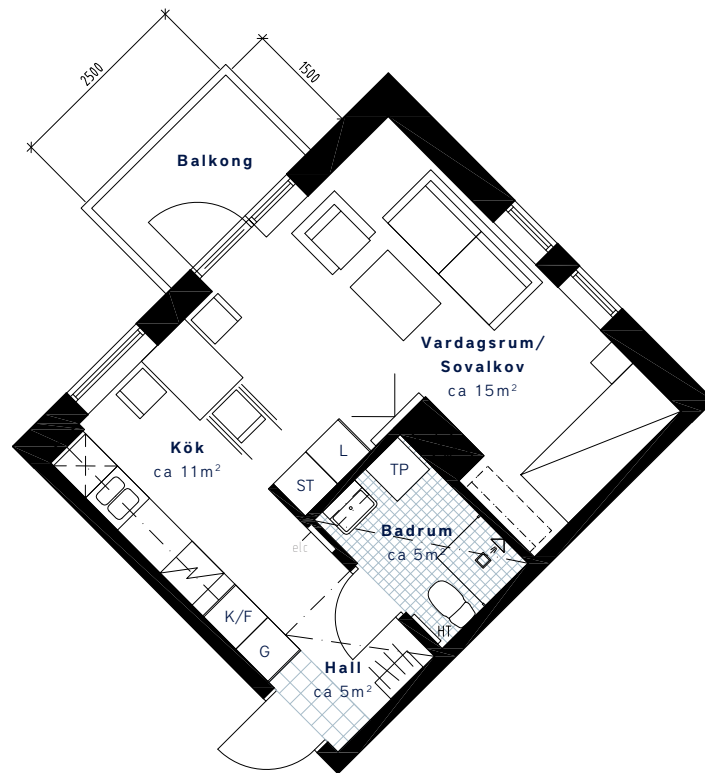 2500
1500
Balkong
Vardagsrum/
Sovalkov
ca 15m²
Kök
ca 11m²
L
ST
TP
Badrum
ca 5m²
elc
K/F
G
HT
Hall
ca 5m²